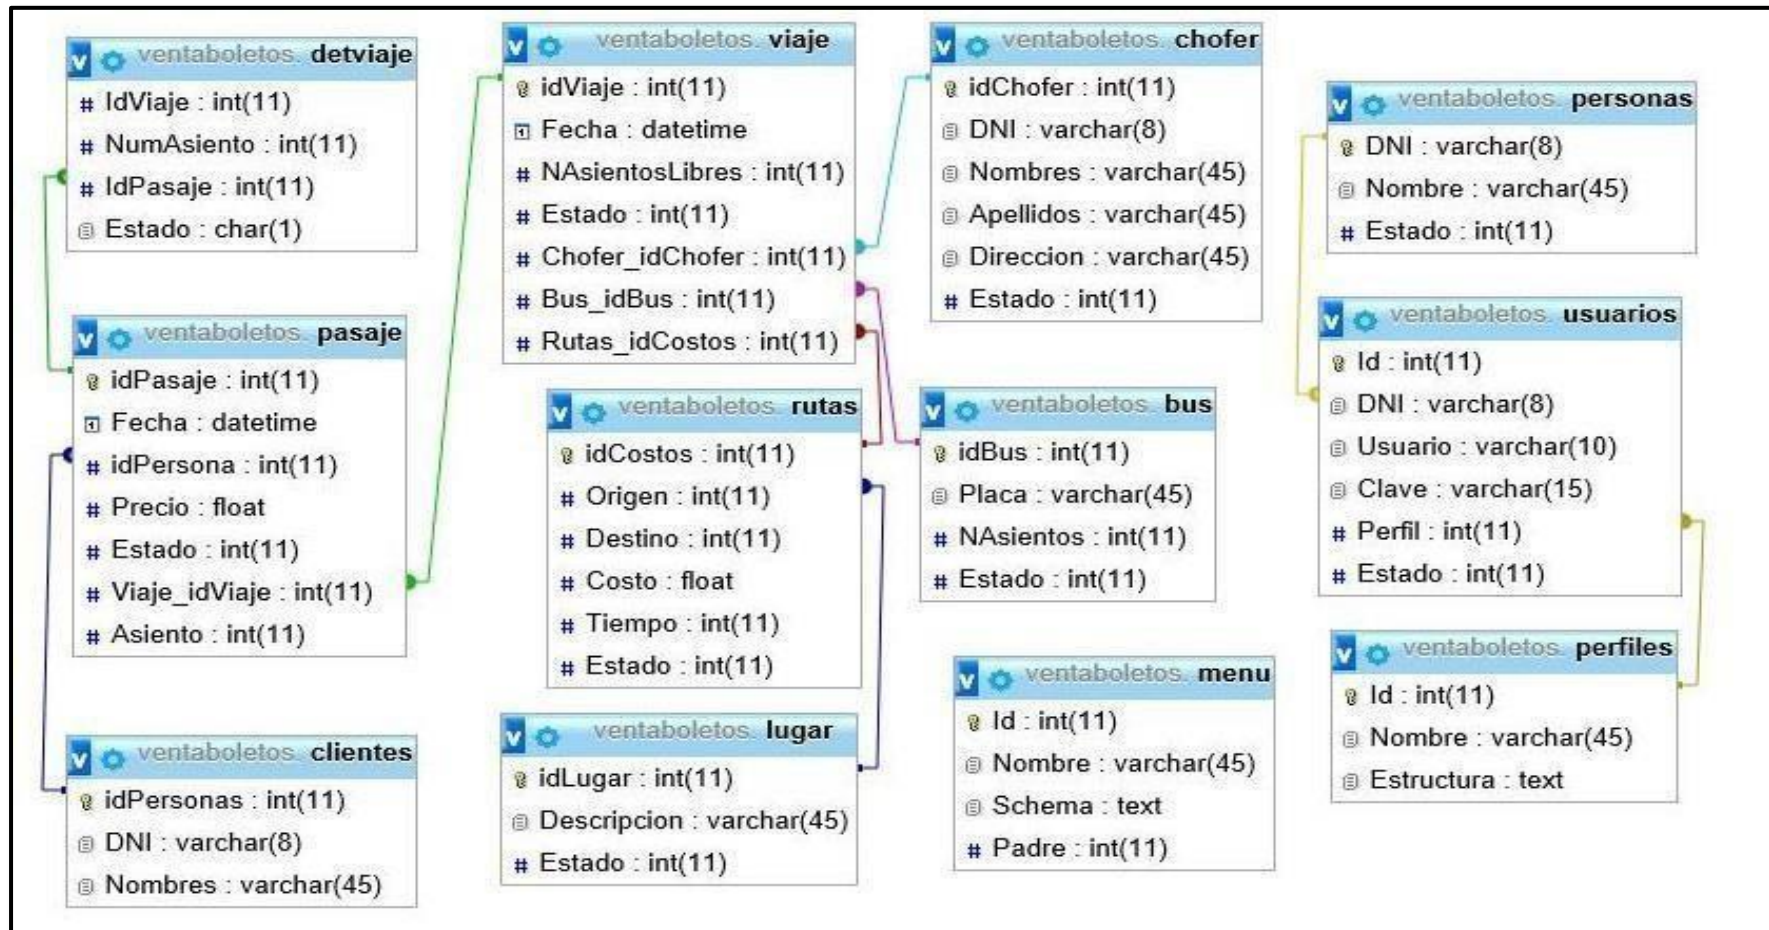 ventaboletos. detviaje
# IdViaje : int(11)
# NumAsiento : int(11)
# IdPasaje : int(11)
Estado : char(1)
ventaboletos. pasaje
idPasaje : int(11)
Fecha : datetime
# idPersona : int(11)
# Precio : float
# Estado : int(11)
# Viaje_idViaje : int(11)
# Asiento : int(11)
ventaboletos. clientes
idPersonas : int(11)
DNI : varchar(8)
Nombres : varchar(45)
ventaboletos. viaje
idViaje : int(11)
Fecha : datetime
# NAsientosLibres : int(11)
# Estado : int(11)
# Chofer_idChofer : int(11)
# Bus_idBus : int(11)
# Rutas_idCostos : int(11)
ventaboletos. rutas
idCostos : int(11)
# Origen : int(11)
# Destino : int(11)
# Costo : float
# Tiempo : int(11)
# Estado : int(11)
ventaboletos. lugar
idLugar : int(11)
Descripcion : varchar(45)
# Estado : int(11)
ventaboletos. chofer
idChofer : int(11)
DNI : varchar(8)
Nombres : varchar(45)
Apellidos : varchar(45)
Direccion : varchar(45)
# Estado : int(11)
ventaboletos. bus
idBus : int(11)
Placa : varchar(45)
# NAsientos : int(11)
# Estado : int(11)
ventaboletos. menu
Id : int(11)
Nombre : varchar(45)
Schema : text
# Padre : int(11)
ventaboletos. personas
DNI : varchar(8)
Nombre : varchar(45)
# Estado : int(11)
ventaboletos. usuarios
Id : int(11)
DNI : varchar(8)
Usuario : varchar(10)
Clave : varchar(15)
# Perfil : int(11)
# Estado : int(11)
ventaboletos. perfiles
Id : int(11)
Nombre : varchar(45)
Estructura : text